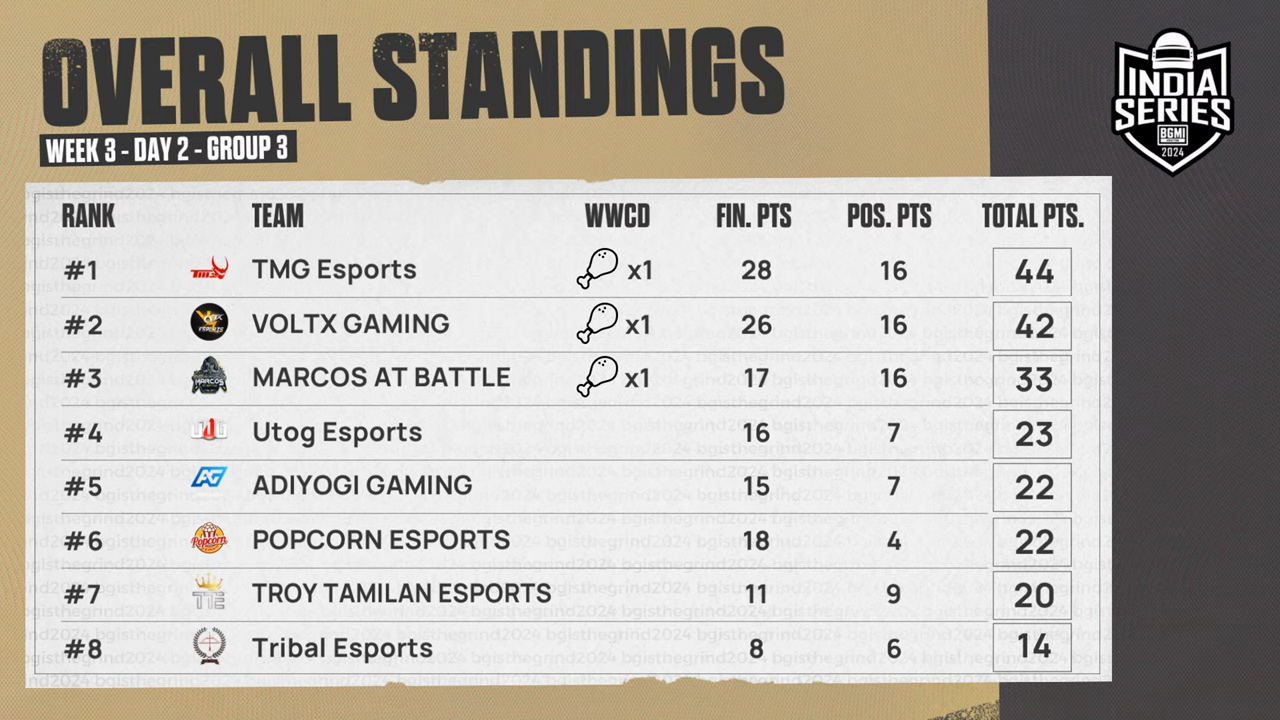 OVERALL STANDINGS
WEEK 3 - DAY 2 - GROUP 3
INDIA
SERIES
BGMI
2024
RANK TEAM WWCD FIN. PTS POS. PTS TOTAL PTS.
#1 TMG Esports x1 28 16 44
#2 VOLTX GAMING x1 26 16 42
#3 MARCOS AT BATTLE x1 17 16 33
#4 Utog Esports 16 7 23
#5 ADIYOGI GAMING 15 7 22
#6 POPCORN ESPORTS 18 4 22
#7 TROY TAMILAN ESPORTS 11 9 20
#8 Tribal Esports 8 6 14